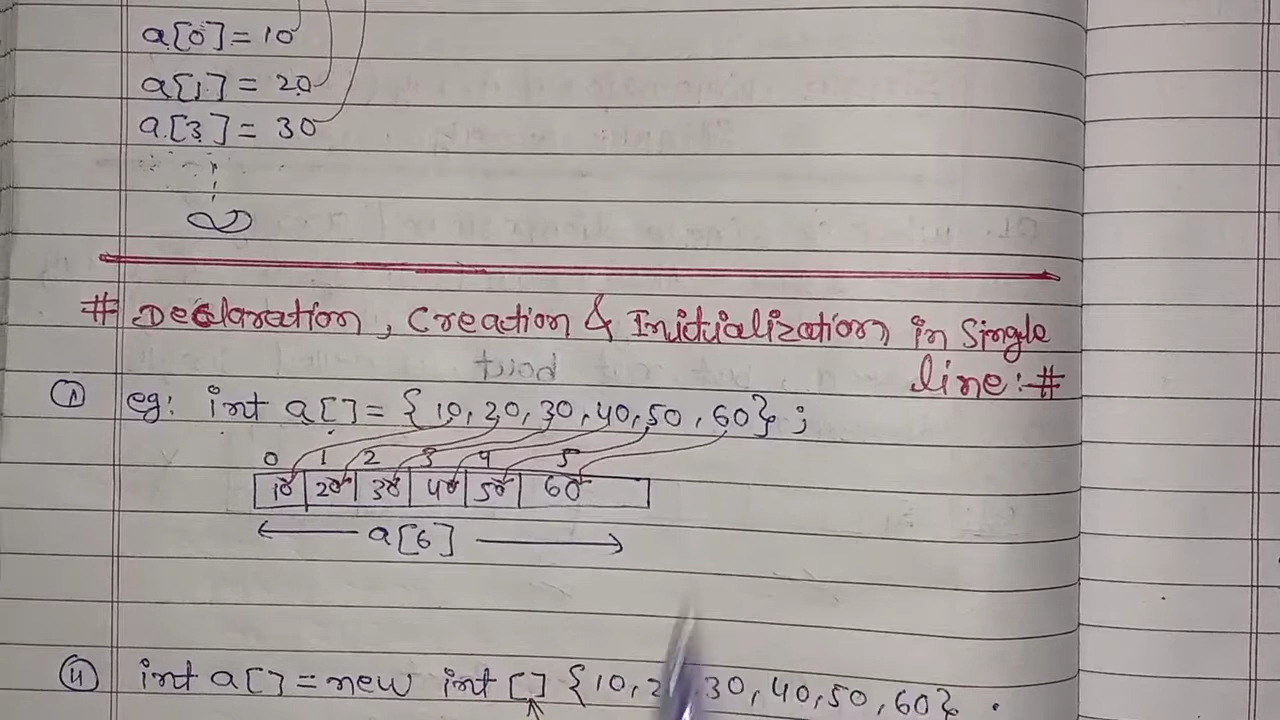 a[0] = 10
a[1] = 20
a[3] = 30
# Declaration, Creation & Initialization in Single
line:-#
① eg: int a[] = {10, 20, 30, 40, 50, 60} ;
0 1 2 3 4 5
10 20 30 40 50 60
a[6]
② int a[] = new int [] {10, 2 30, 40, 50, 60} .